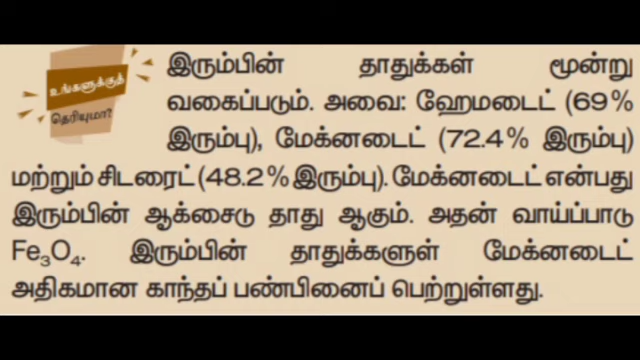 உங்களுக்குத்
தெரியுமா?
இரும்பின் தாதுக்கள் மூன்று
வகைப்படும். அவை: ஹேமடைட் (69%
இரும்பு), மேக்னடைட் (72.4% இரும்பு)
மற்றும் சிடரைட் (48.2% இரும்பு). மேக்னடைட் என்பது
இரும்பின் ஆக்சைடு தாது ஆகும். அதன் வாய்ப்பாடு
Fe₃O₄. இரும்பின் தாதுக்களுள் மேக்னடைட்
அதிகமான காந்தப் பண்பினைப் பெற்றுள்ளது.